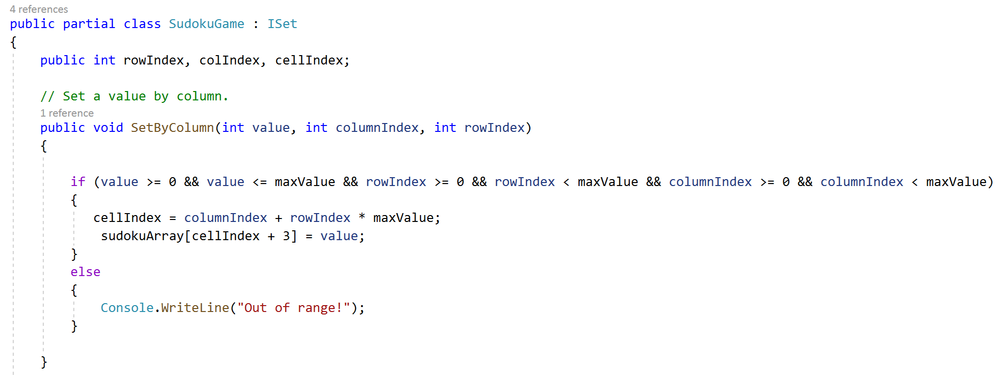 4 references
public partial class SudokuGame : ISet
{
    public int rowIndex, colIndex, cellIndex;

    // Set a value by column.
    1 reference
    public void SetByColumn(int value, int columnIndex, int rowIndex)
    {

        if (value >= 0 && value <= maxValue && rowIndex >= 0 && rowIndex < maxValue && columnIndex >= 0 && columnIndex < maxValue)
        {
           cellIndex = columnIndex + rowIndex * maxValue;
            sudokuArray[cellIndex + 3] = value;
        }
        else
        {
            Console.WriteLine("Out of range!");
        }

    }